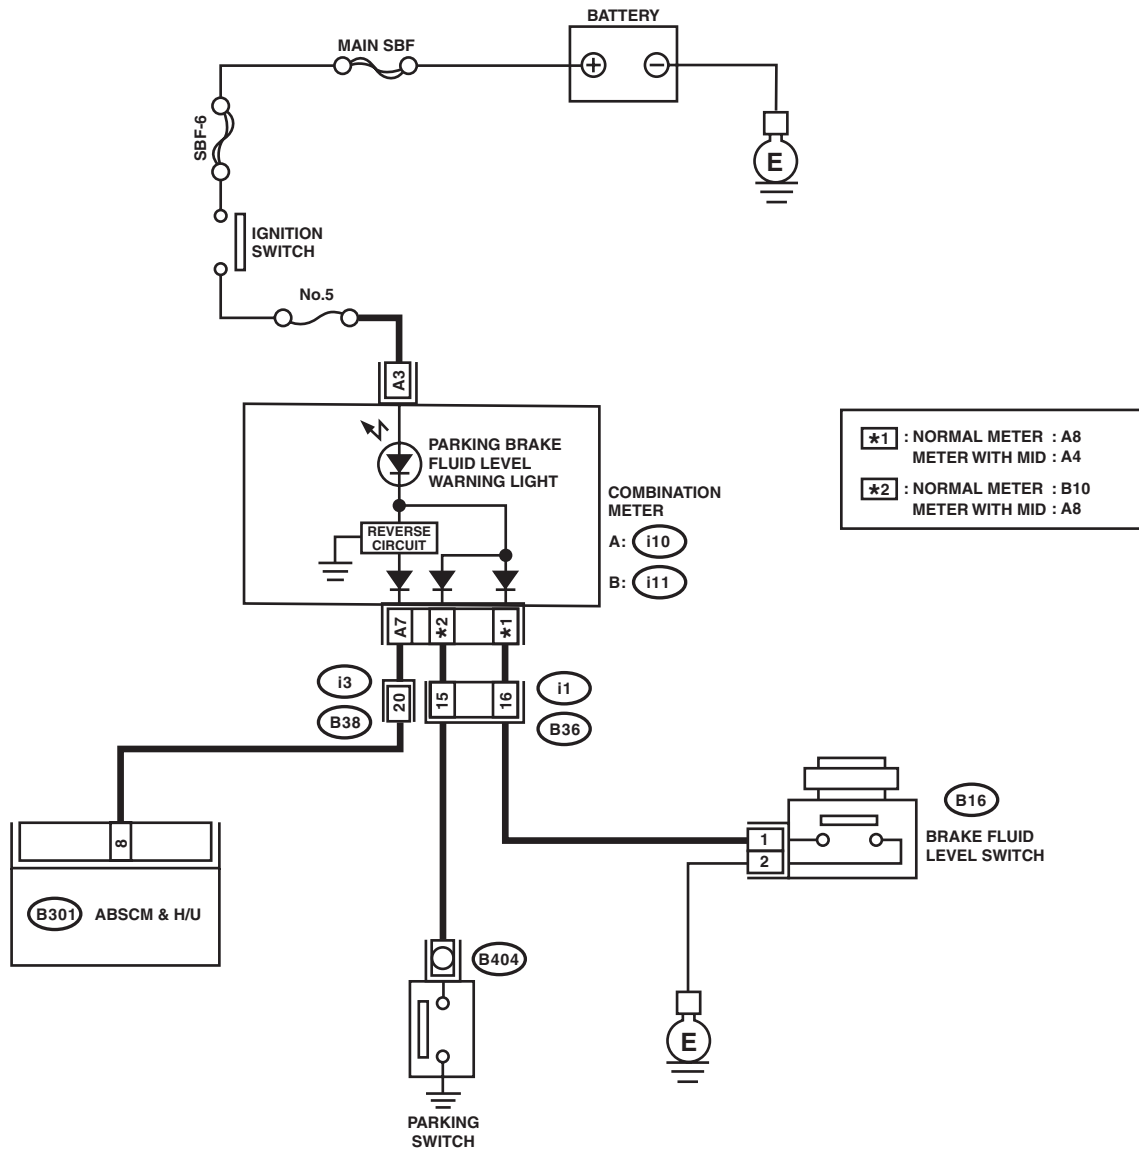 BATTERY
MAIN SBF
SBF-6
E
IGNITION
SWITCH
No.5
A3
PARKING BRAKE
FLUID LEVEL
WARNING LIGHT
REVERSE
CIRCUIT
COMBINATION
METER
A: i10
B: i11
*1 : NORMAL METER : A8
METER WITH MID : A4
*2 : NORMAL METER : B10
METER WITH MID : A8
A7 *2 *1
i3
B38
20
15 16
i1
B36
8
B301 ABSCM & H/U
B16
BRAKE FLUID
LEVEL SWITCH
1
2
B404
E
PARKING
SWITCH